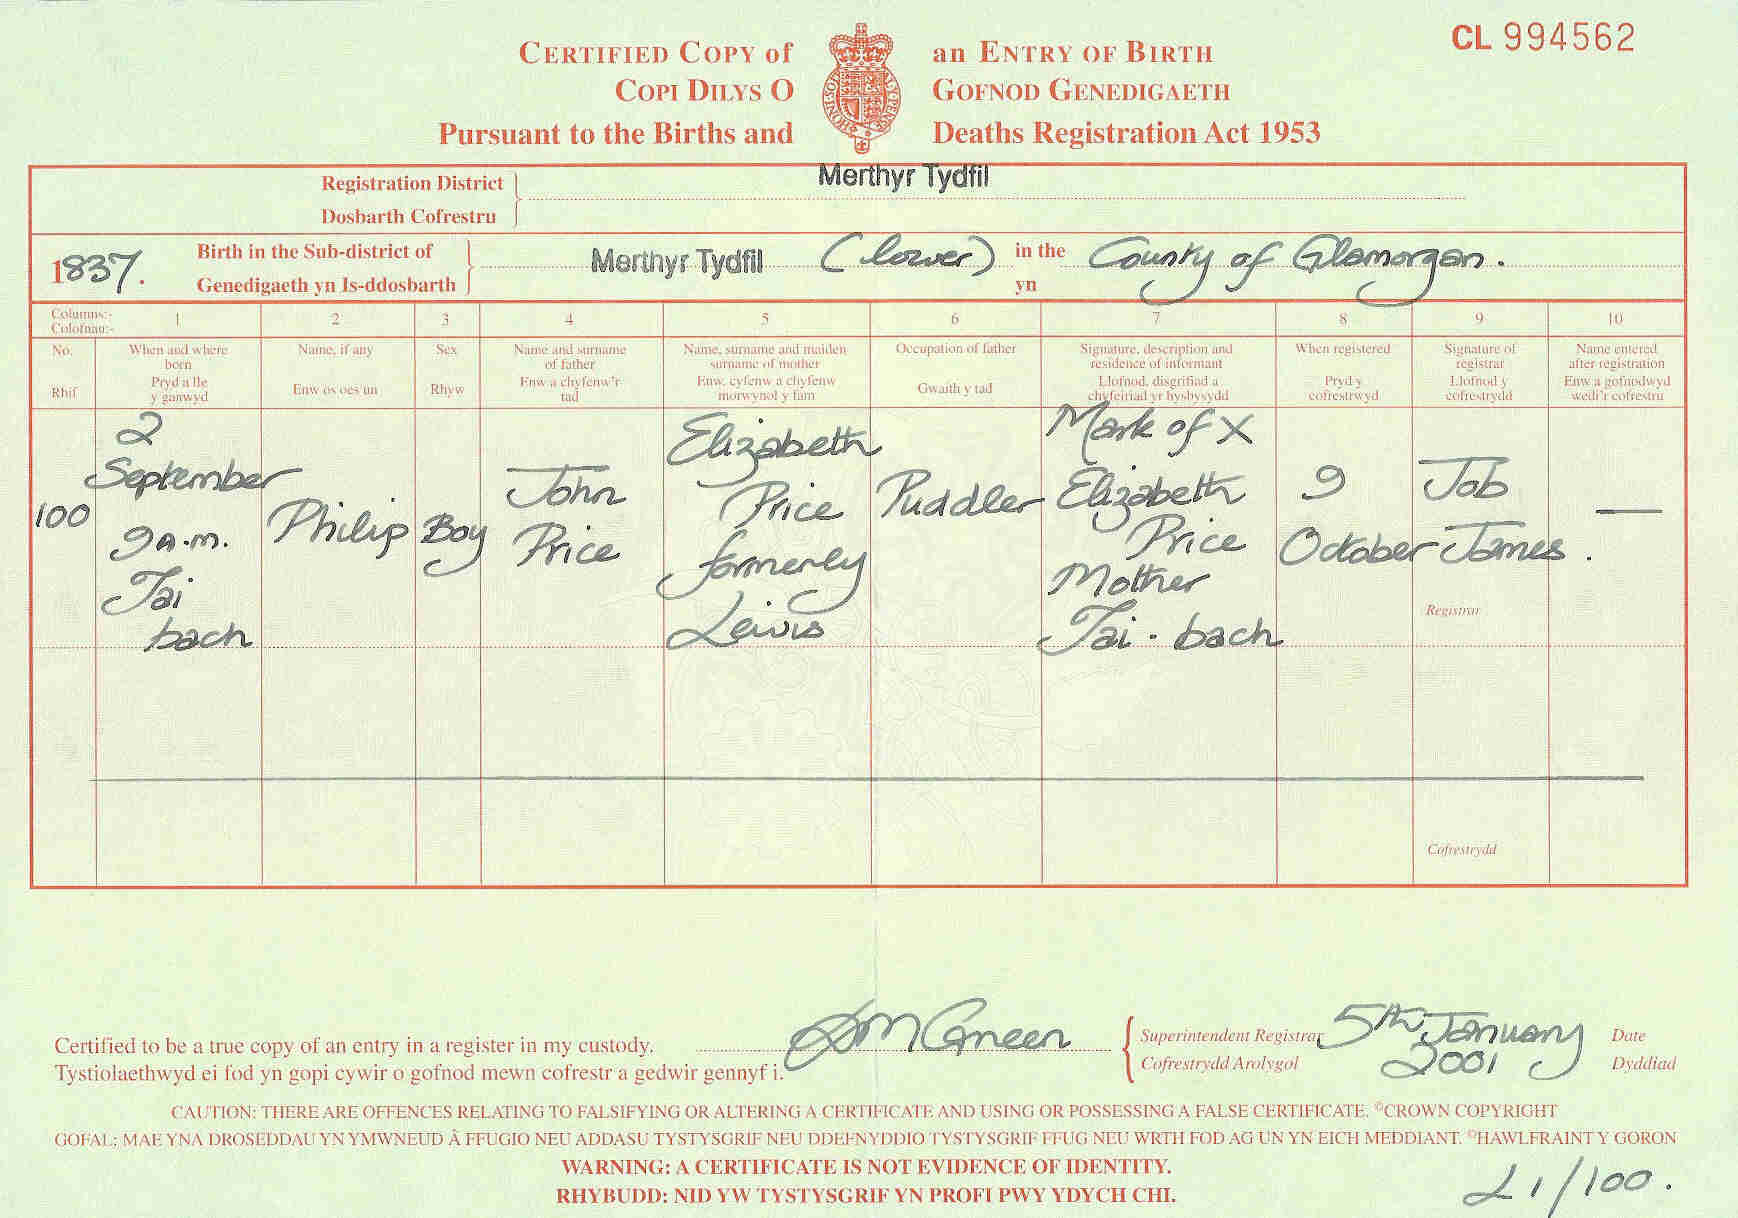 CL 994562
CERTIFIED COPY of an ENTRY OF BIRTH
COPI DILYS O GOFNOD GENEDIGAETH
Pursuant to the Births and Deaths Registration Act 1953
HONI SOIT MAL Y PENSE
Registration District Merthyr Tydfil
Dosbarth Cofrestru
1837. Birth in the Sub-district of Merthyr Tydfil (lower) in the County of Glamorgan.
Genedigaeth yn Is-ddosbarth yn
Columns:- 1 2 3 4 5 6 7 8 9 10
Colofnau:-
No. When and where born Name, if any Sex Name and surname of father Name, surname and maiden surname of mother Occupation of father Signature, description and residence of informant When registered Signature of registrar Name entered after registration
Rhif Pryd a lle y ganwyd Enw os oes un Rhyw Enw a chyfenw'r tad Enw, cyfenw a chyfenw morwynol y fam Gwaith y tad Llofnod, disgrifiad a chyfeiriad yr hysbysydd Pryd y cofrestrwyd Llofnod y cofrestrydd Enw a gofnodwyd wedi'r cofrestru
100
2
September
9 a.m.
Tai
bach
Philip
Boy
John
Price
Elizabeth
Price
formerly
Lewis
Puddler
Mark of X
Elizabeth
Price
Mother
Tai-bach
9
October
Job
James
Registrar
—.
Cofrestrydd
Certified to be a true copy of an entry in a register in my custody. Superintendent Registrar 5th January Date
Tystiolaethwyd ei fod yn gopi cywir o gofnod mewn cofrestr a gedwir gennyf i. Cofrestrydd Arolygol 2001 Dyddiad
CAUTION: THERE ARE OFFENCES RELATING TO FALSIFYING OR ALTERING A CERTIFICATE AND USING OR POSSESSING A FALSE CERTIFICATE. ©CROWN COPYRIGHT
GOFAL: MAE YNA DROSEDDAU YN YMWNEUD Â FFUGIO NEU ADDASU TYSTYSGRIF NEU DDEFNYDDIO TYSTYSGRIF FFUG NEU WRTH FOD AG UN YN EICH MEDDIANT. ©HAWLFRAINT Y GORON
WARNING: A CERTIFICATE IS NOT EVIDENCE OF IDENTITY.
RHYBUDD: NID YW TYSTYSGRIF YN PROFI PWY YDYCH CHI.
L1/100.